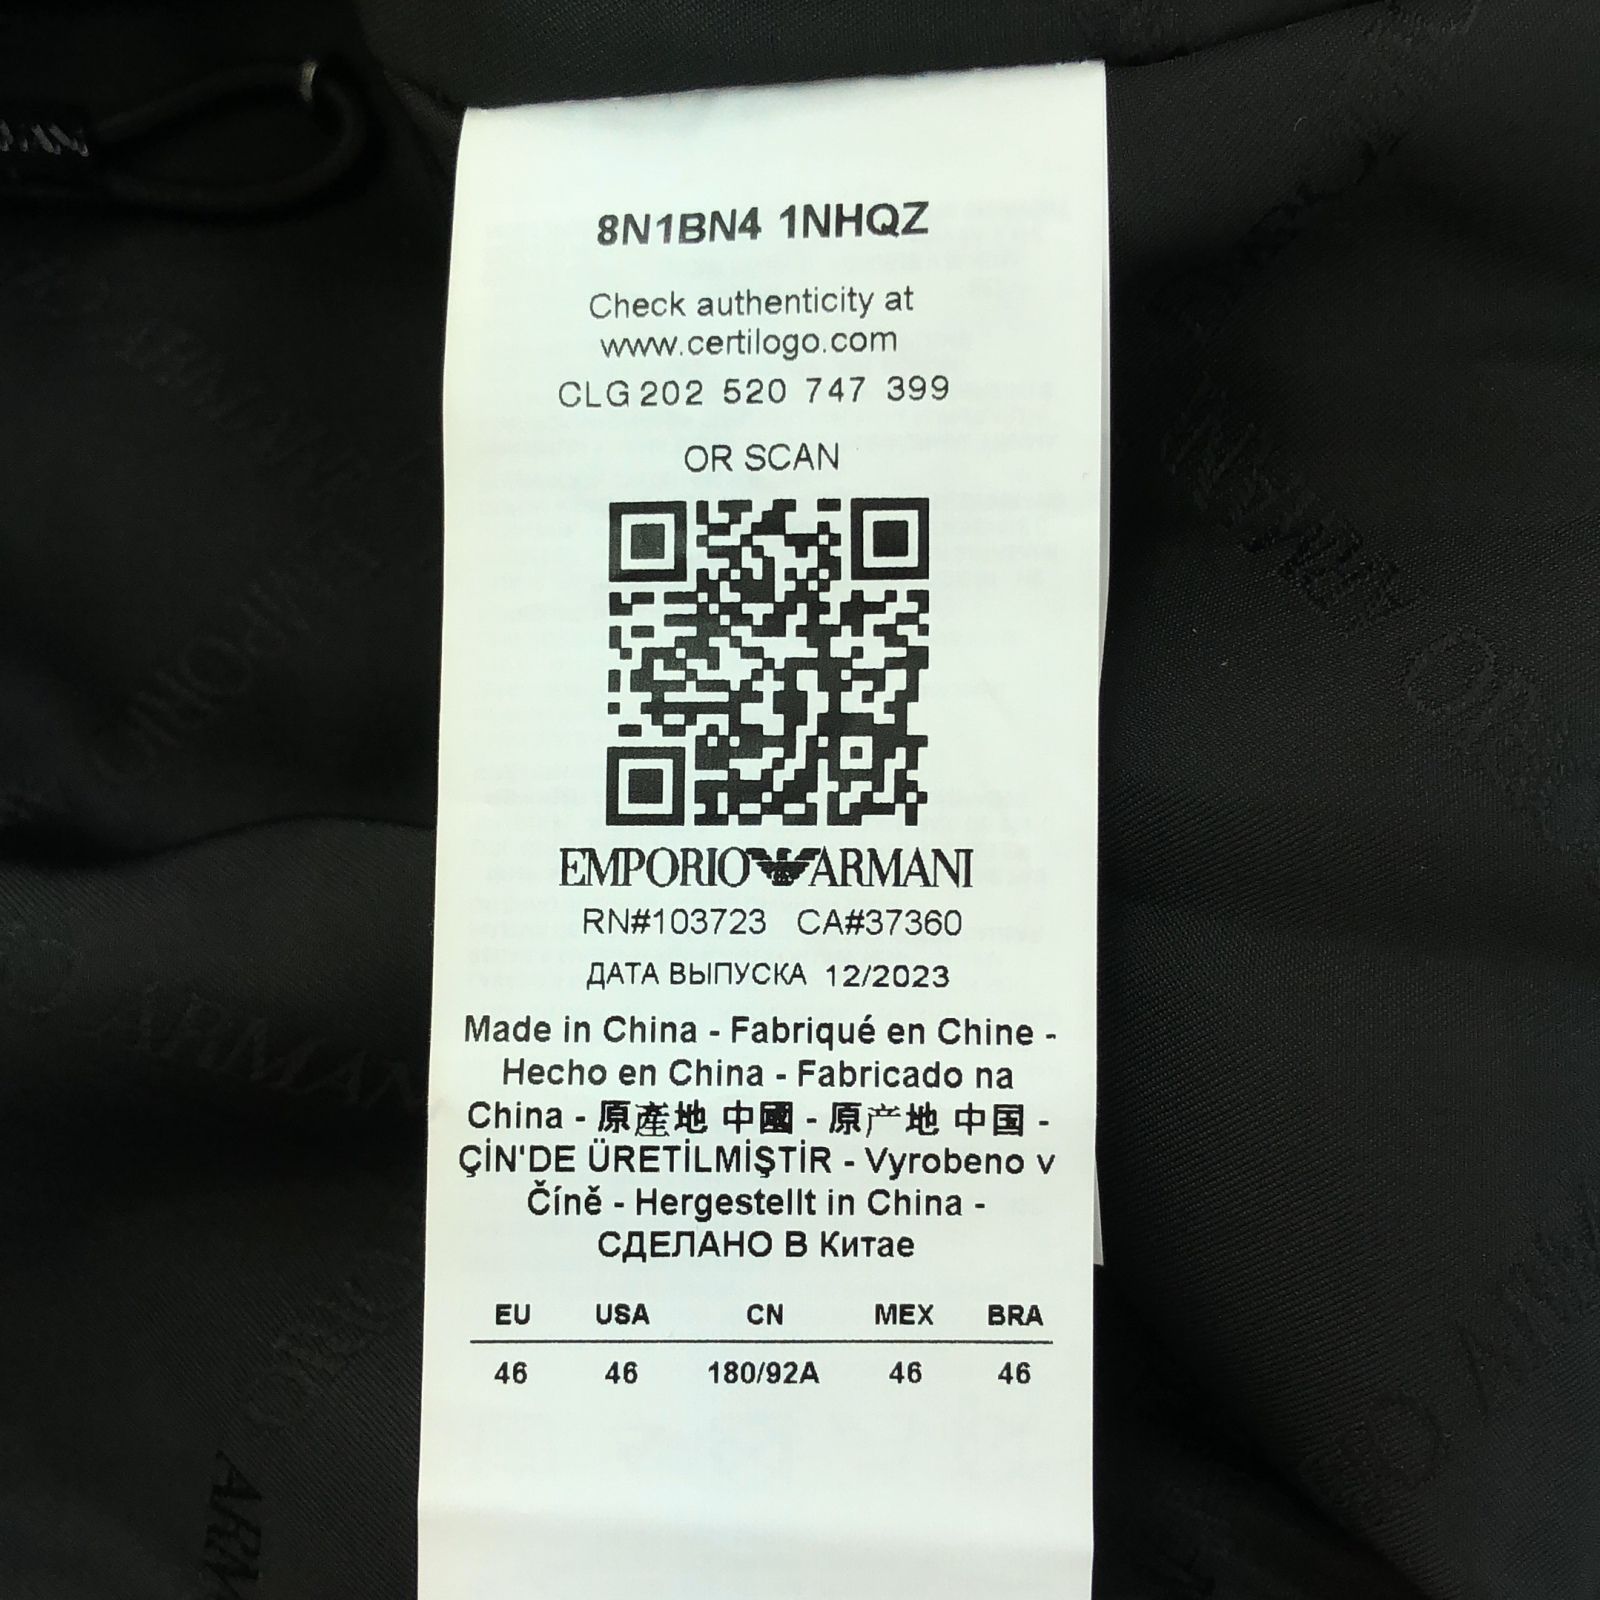 8N1BN4 1NHQZ
Check authenticity at
www.certilogo.com
CLG 202 520 747 399
OR SCAN
EMPORIO ARMANI
RN#103723 CA#37360
ДАТА ВЫПУСКА 12/2023
Made in China - Fabriqué en Chine -
Hecho en China - Fabricado na
China - 原產地 中國 - 原产地 中国 -
ÇİN'DE ÜRETİLMİŞTİR - Vyrobeno v
Číně - Hergestellt in China -
СДЕЛАНО В Китае
EU USA CN MEX BRA
46 46 180/92A 46 46
ARMANI
EMPORIO
ARMANI